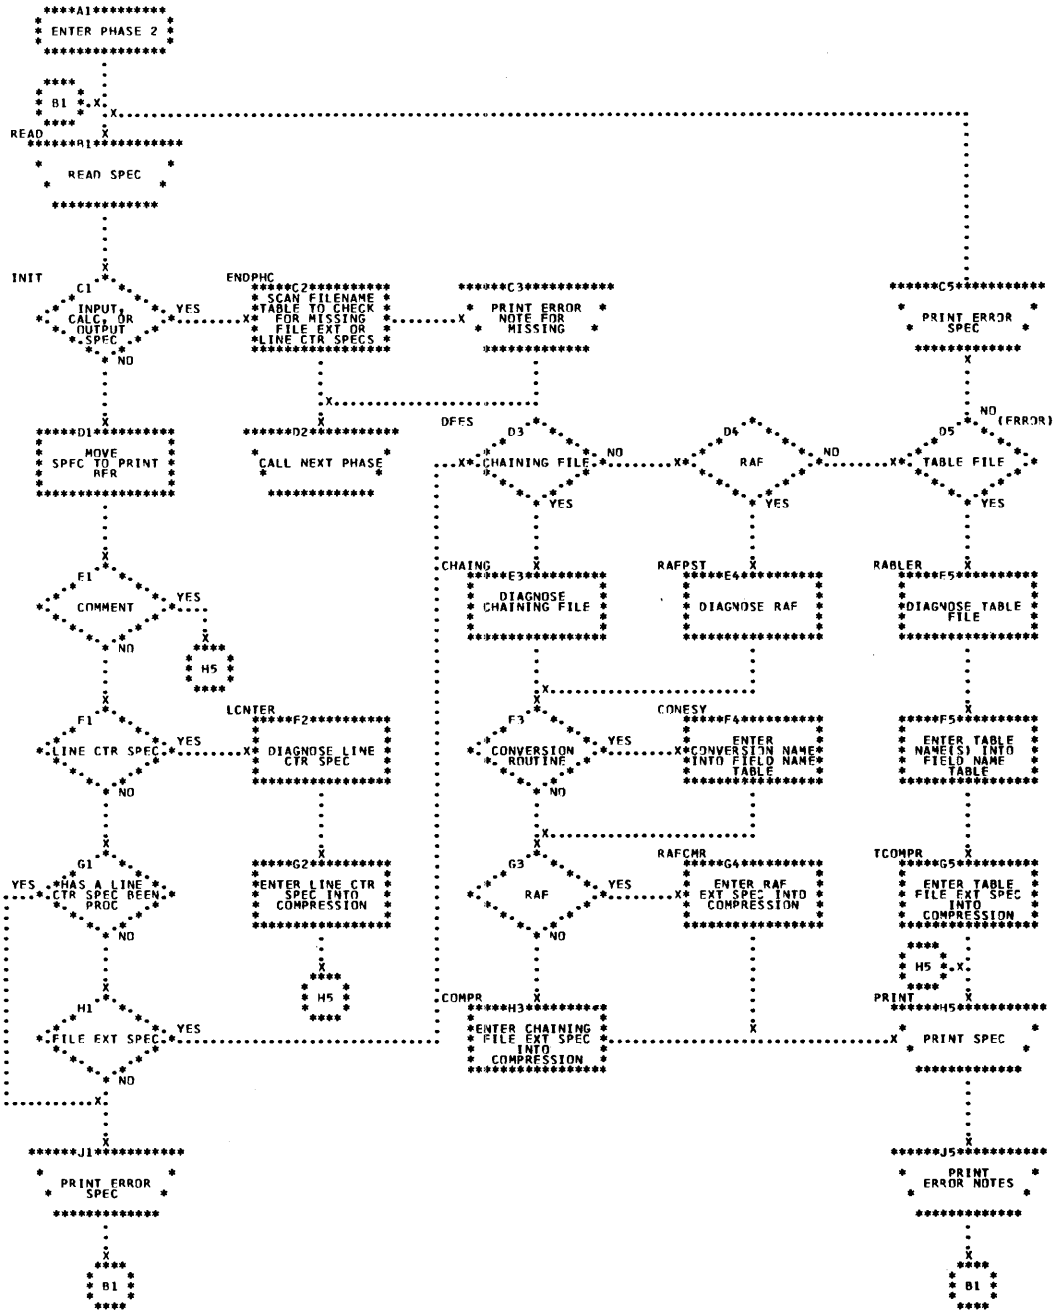 A1
ENTER PHASE 2
B1
READ
B1
READ SPEC
INIT
C1
INPUT,
CALC, OR
OUTPUT
SPEC
YES
NO
ENDPHC
C2
SCAN FILENAME
TABLE TO CHECK
FOR MISSING
FILE EXT OR
LINE CTR SPECS
C3
PRINT ERROR
NOTE FOR
MISSING
C5
PRINT ERROR
SPEC
D1
MOVE
SPEC TO PRINT
BFR
D2
CALL NEXT PHASE
DFES
D3
CHAINING FILE
NO
YES
D4
RAF
NO
YES
NO
(ERROR)
D5
TABLE FILE
YES
E1
COMMENT
YES
NO
H5
CHAING
E3
DIAGNOSE
CHAINING FILE
RAFPST
E4
DIAGNOSE RAF
RABLER
E5
DIAGNOSE TABLE
FILE
F1
LINE CTR SPEC
YES
NO
LCNTER
F2
DIAGNOSE LINE
CTR SPEC
F3
CONVERSION
ROUTINE
YES
NO
CONESY
F4
ENTER
CONVERSION NAME
INTO FIELD NAME
TABLE
F5
ENTER TABLE
NAME(S) INTO
FIELD NAME
TABLE
G1
YES
HAS A LINE
CTR SPEC BEEN
PROC
NO
G2
ENTER LINE CTR
SPEC INTO
COMPRESSION
H5
G3
RAF
YES
NO
RAFCMR
G4
ENTER RAF
EXT SPEC INTO
COMPRESSION
TCOMPR
G5
ENTER TABLE
FILE EXT SPEC
INTO
COMPRESSION
H5
H1
FILE EXT SPEC
YES
NO
COMPR
H3
ENTER CHAINING
FILE EXT SPEC
INTO
COMPRESSION
PRINT
H5
PRINT SPEC
J1
PRINT ERROR
SPEC
B1
J5
PRINT
ERROR NOTES
B1